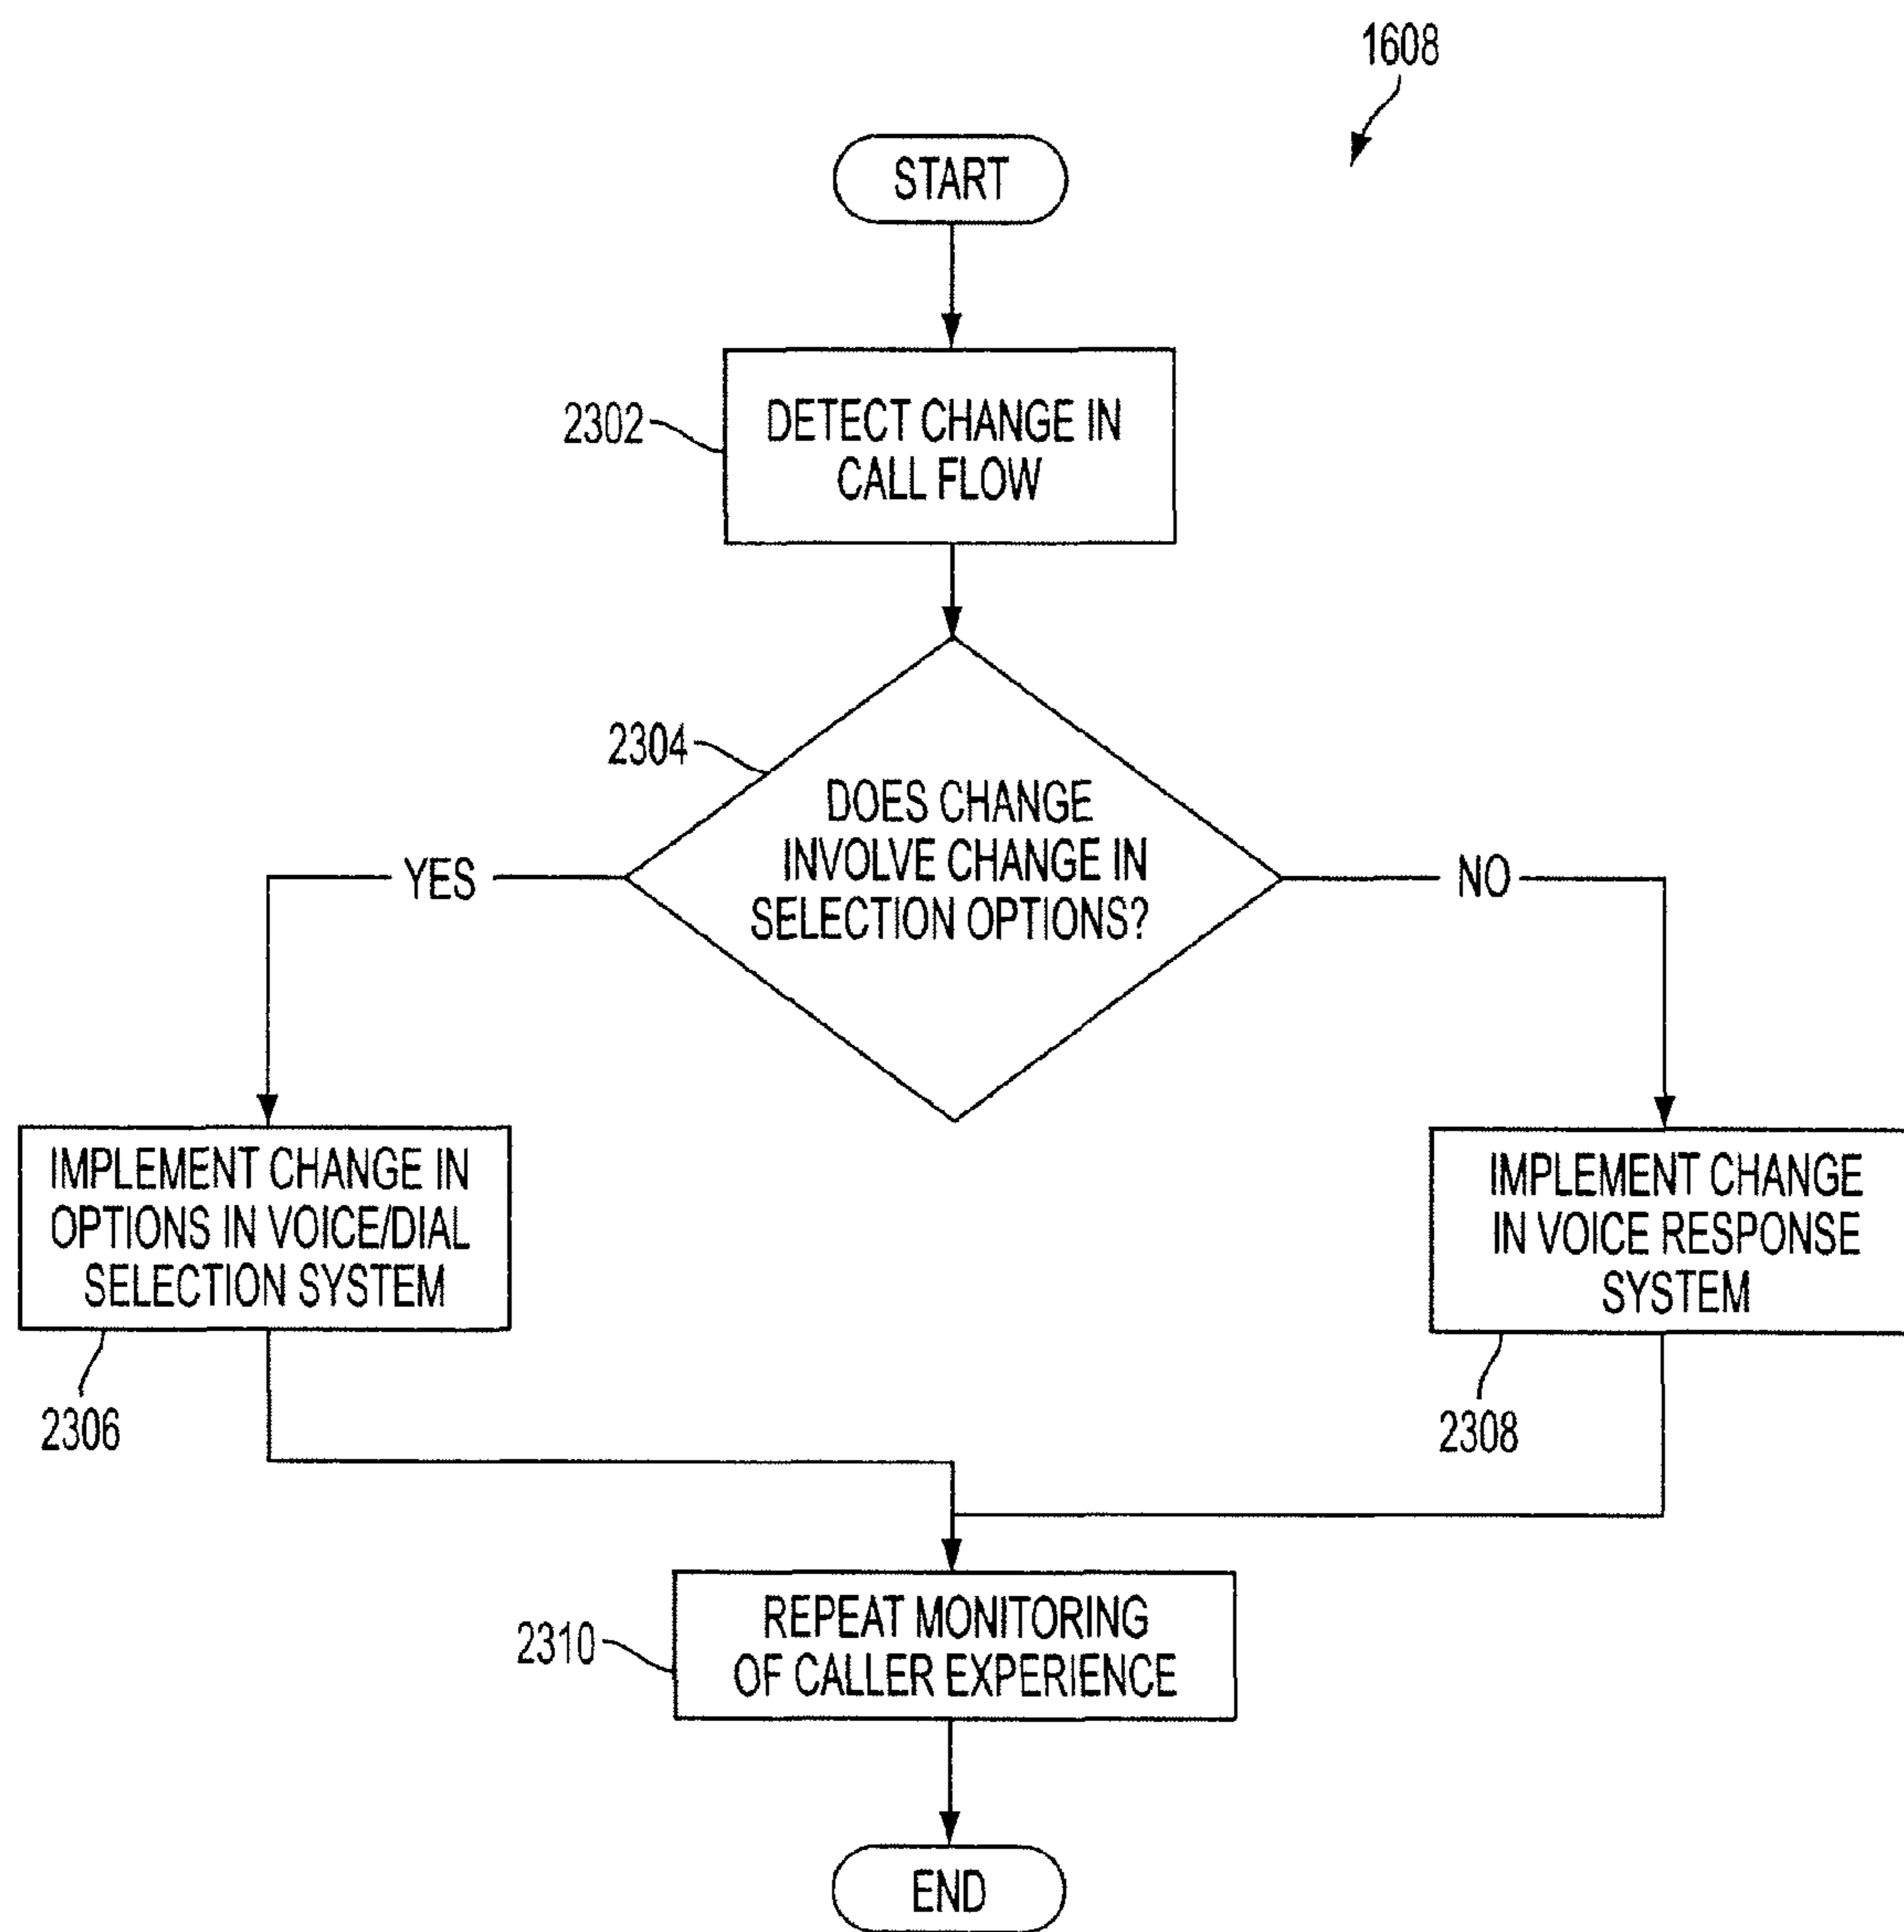 1608
START
2302
DETECT CHANGE IN
CALL FLOW
2304
DOES CHANGE
INVOLVE CHANGE IN
SELECTION OPTIONS?
YES
NO
IMPLEMENT CHANGE IN
OPTIONS IN VOICE/DIAL
SELECTION SYSTEM
2306
IMPLEMENT CHANGE
IN VOICE RESPONSE
SYSTEM
2308
2310
REPEAT MONITORING
OF CALLER EXPERIENCE
END